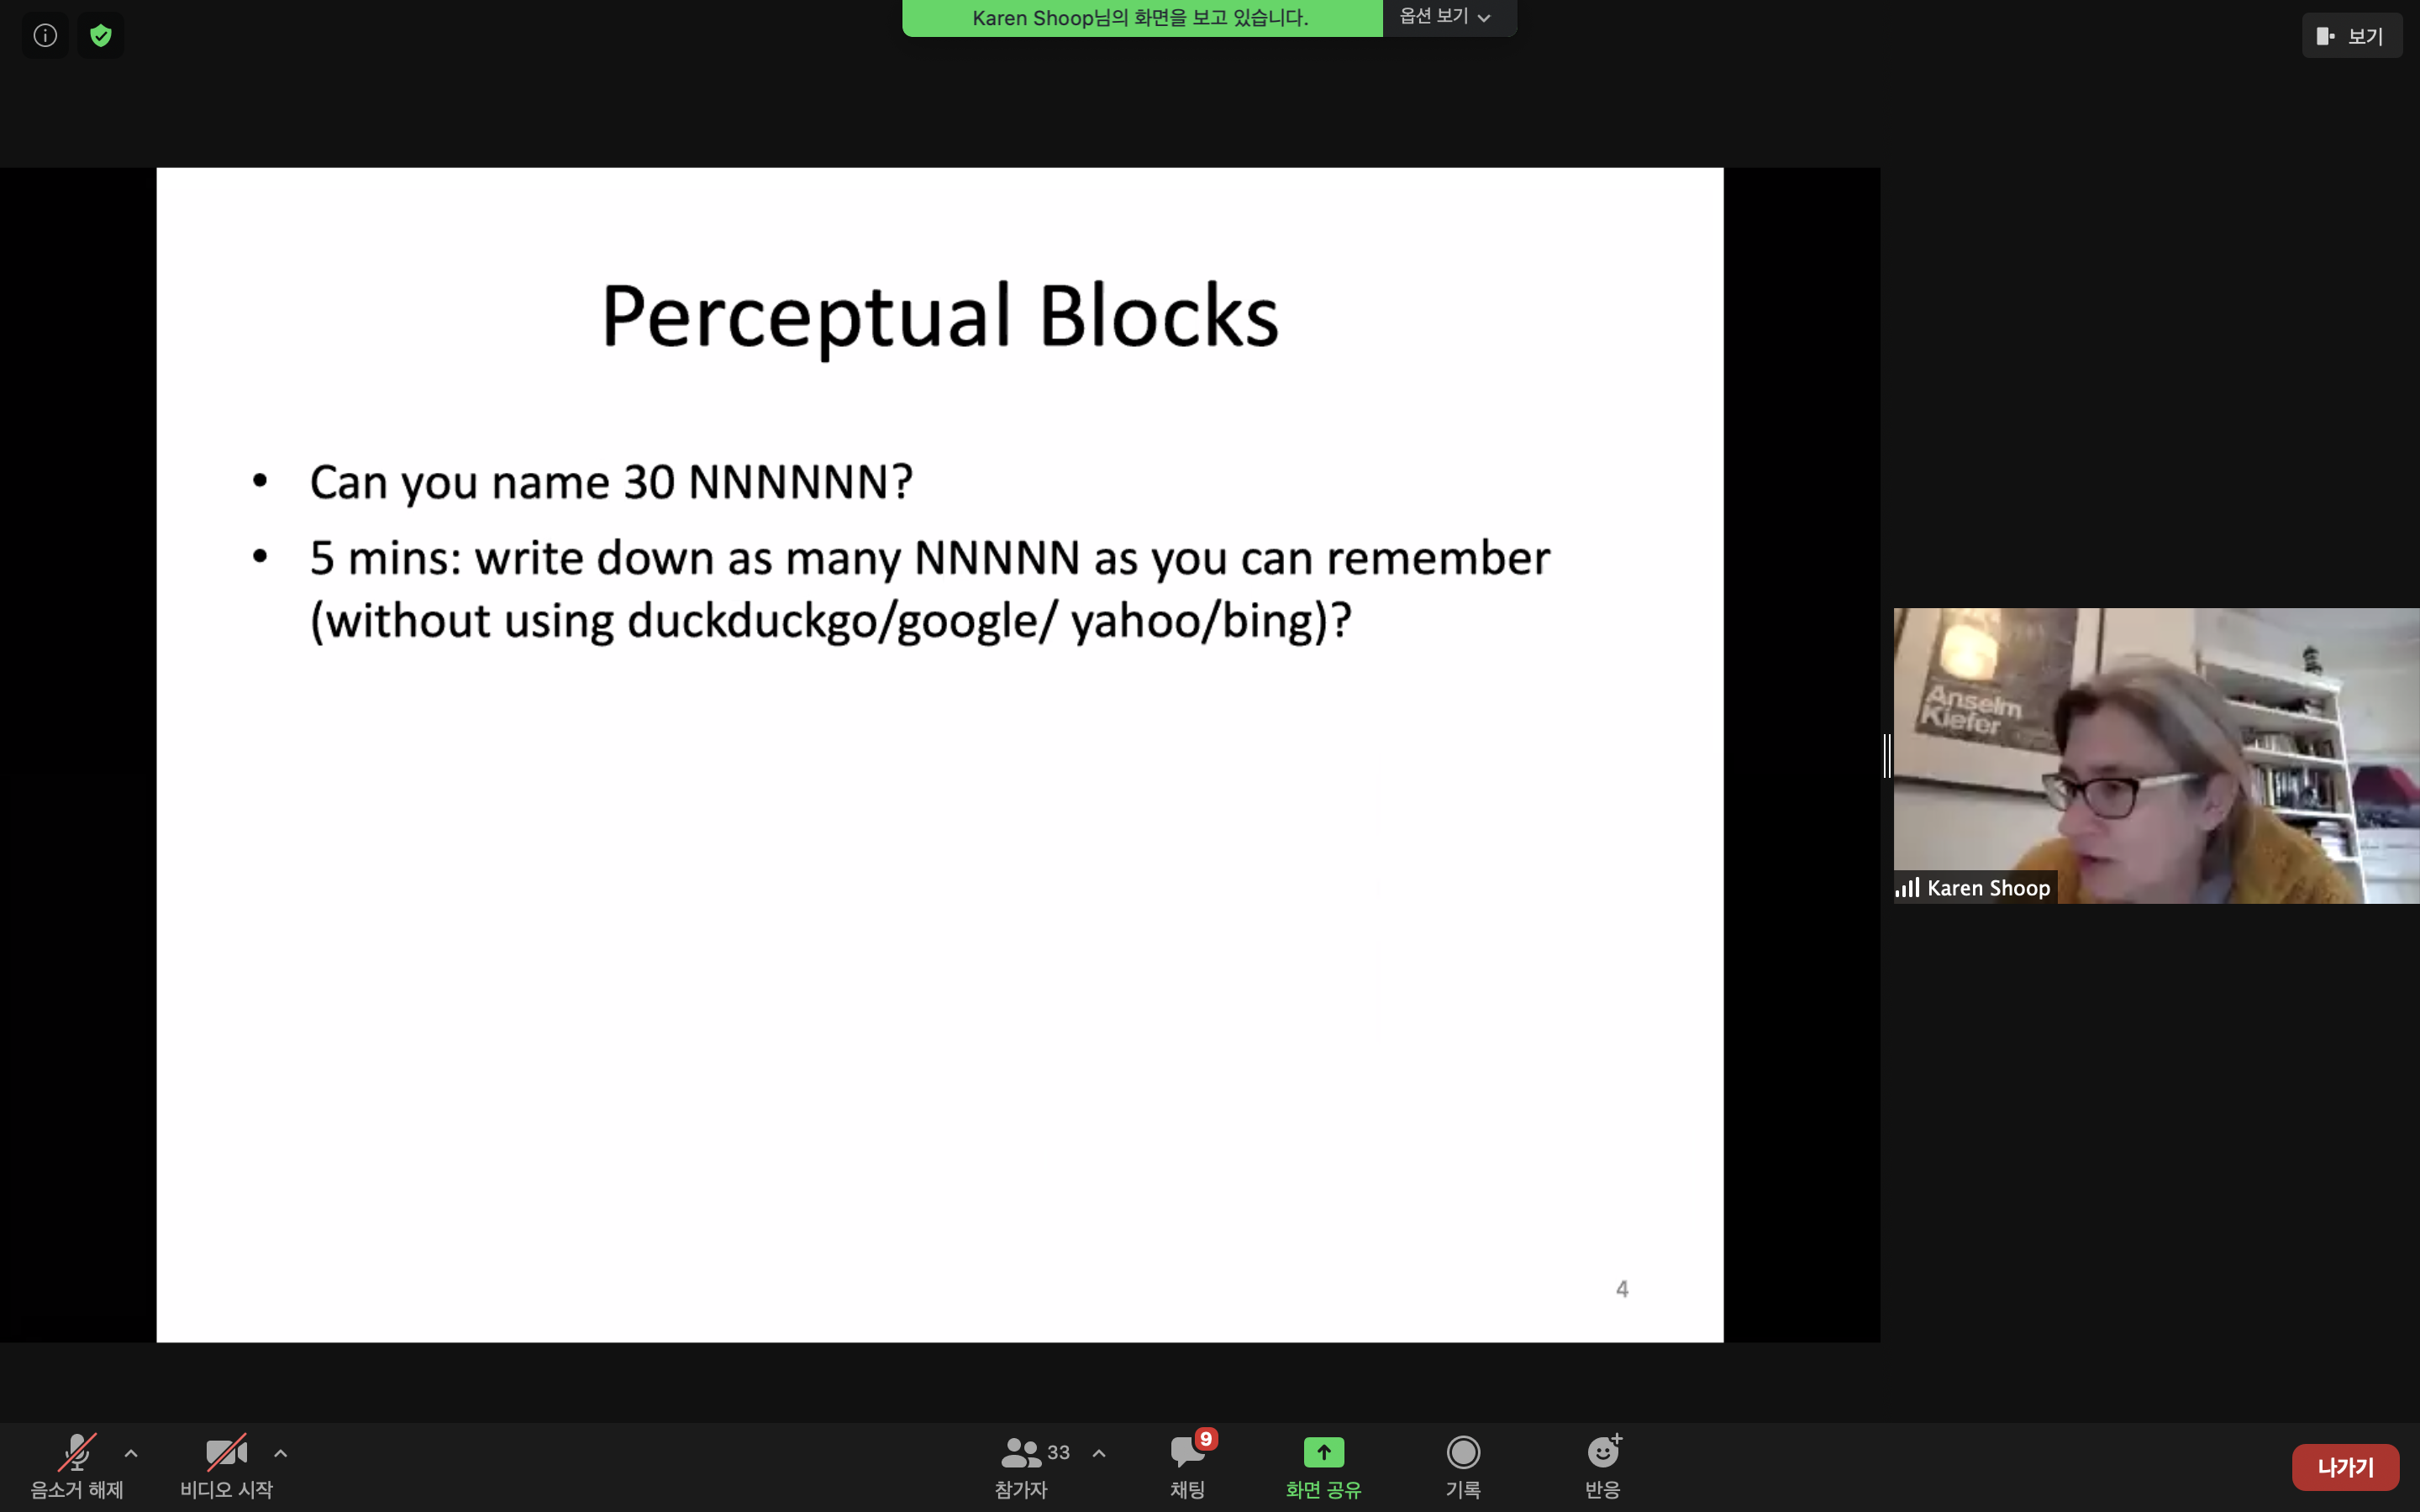 Karen Shoop님의 화면을 보고 있습니다.
옵션 보기
보기
Perceptual Blocks
• Can you name 30 NNNNNN?
• 5 mins: write down as many NNNNN as you can remember
(without using duckduckgo/google/ yahoo/bing)?
4
Anselm
Kiefer
Karen Shoop
음소거 해제
비디오 시작
33
참가자
9
채팅
화면 공유
기록
반응
나가기